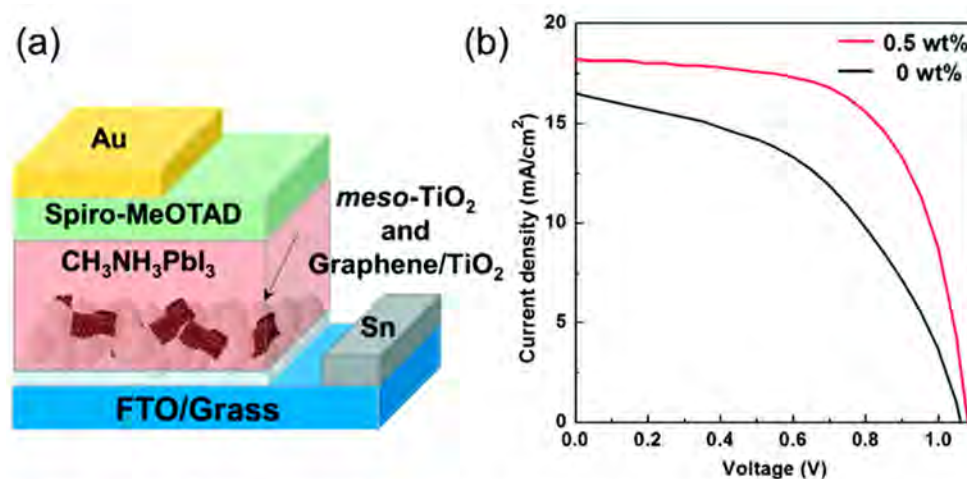 (a)
Au
Spiro-MeOTAD
CH₃NH₃PbI₃
meso-TiO₂
and
Graphene/TiO₂
Sn
FTO/Grass
(b)
0.5 wt%
0 wt%
Current density (mA/cm²)
20
15
10
5
0
0.0 0.2 0.4 0.6 0.8 1.0
Voltage (V)